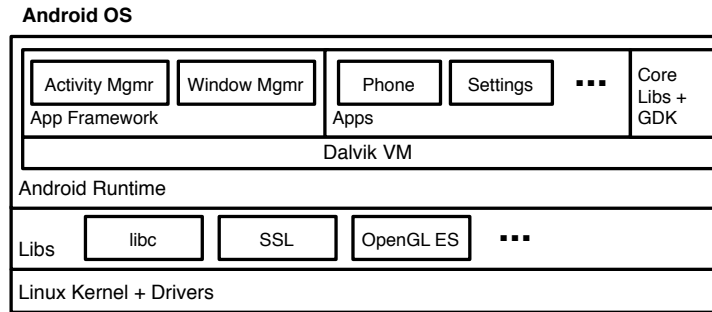 Android OS
Activity Mgmr
Window Mgmr
App Framework
Phone
Settings
...
Apps
Core
Libs +
GDK
Dalvik VM
Android Runtime
Libs
libc
SSL
OpenGL ES
...
Linux Kernel + Drivers